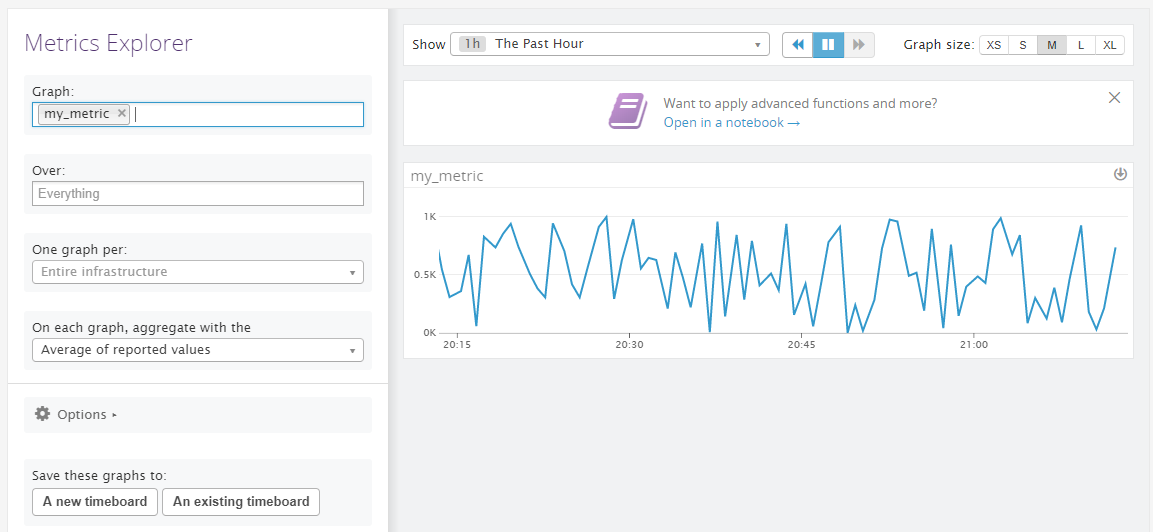 Metrics Explorer
Graph:
my_metric ×
Over:
Everything
One graph per:
Entire infrastructure
On each graph, aggregate with the
Average of reported values
Options
Save these graphs to:
A new timeboard An existing timeboard
Show 1h The Past Hour Graph size: XS S M L XL
Want to apply advanced functions and more?
Open in a notebook →
my_metric
1K
0.5K
0K
20:15 20:30 20:45 21:00